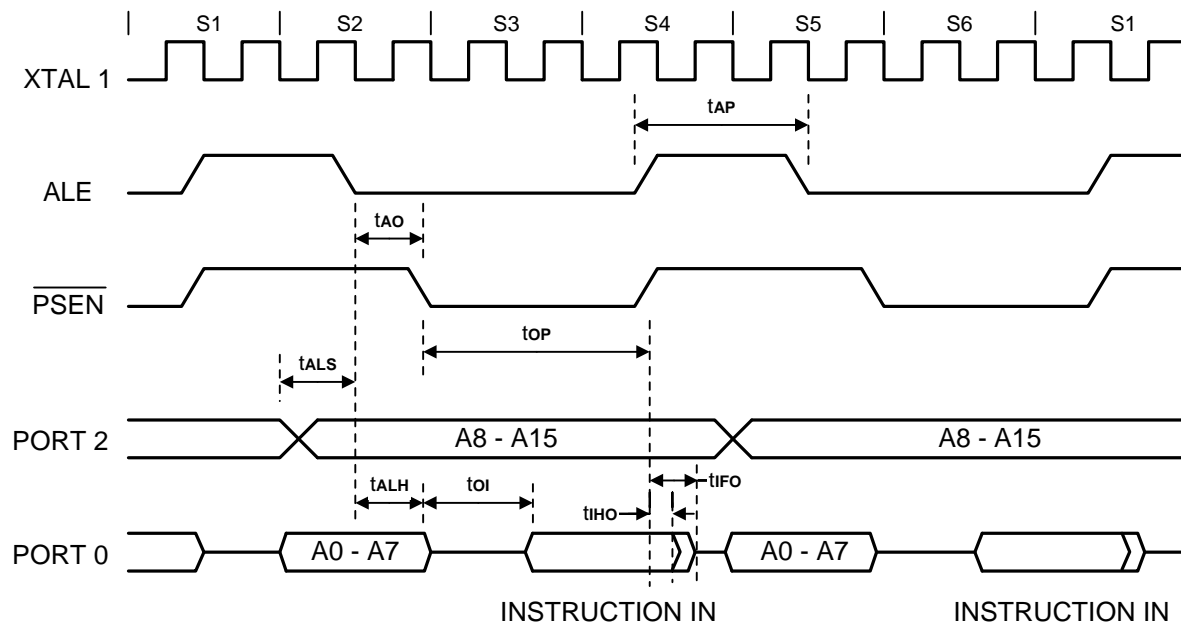 S1 S2 S3 S4 S5 S6 S1
XTAL 1
tAP
ALE
tAO
PSEN
tOP
tALS
PORT 2 A8 - A15 A8 - A15
tALH tOI tIFO
tIHO
PORT 0 A0 - A7 A0 - A7
INSTRUCTION IN INSTRUCTION IN